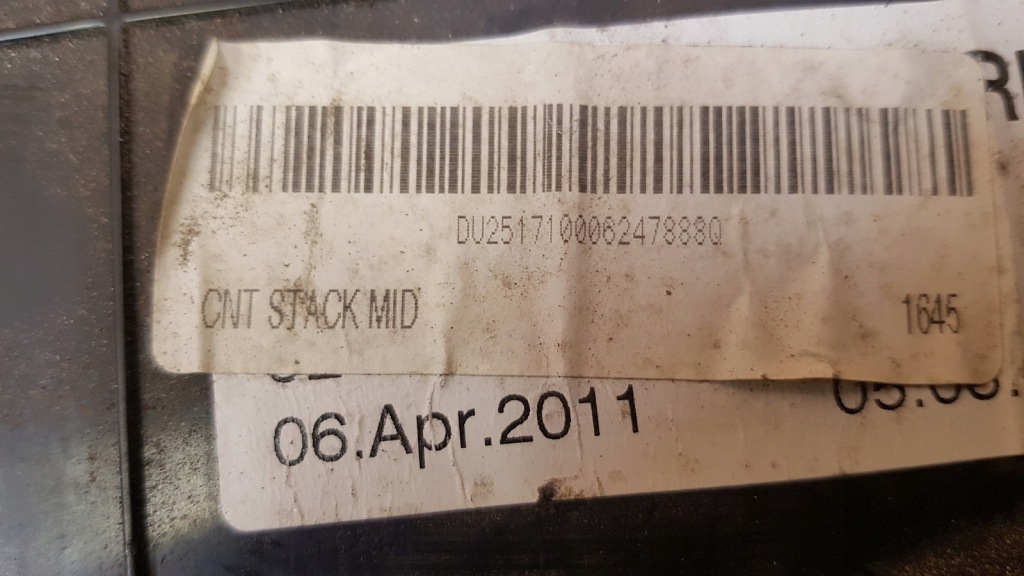 DU2517100062478880
CNT STACK MID 1645
06.Apr.2011